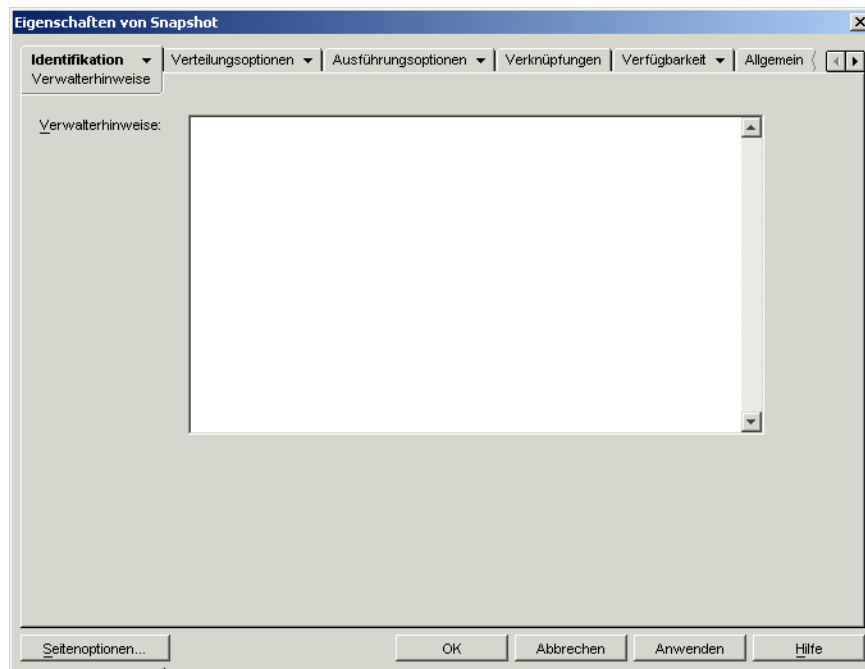 Eigenschaften von Snapshot
Identifikation Verteilungsoptionen Ausführungsoptionen Verknüpfungen Verfügbarkeit Allgemein
Verwalterhinweise
Verwalterhinweise:
Seitenoptionen... OK Abbrechen Anwenden Hilfe